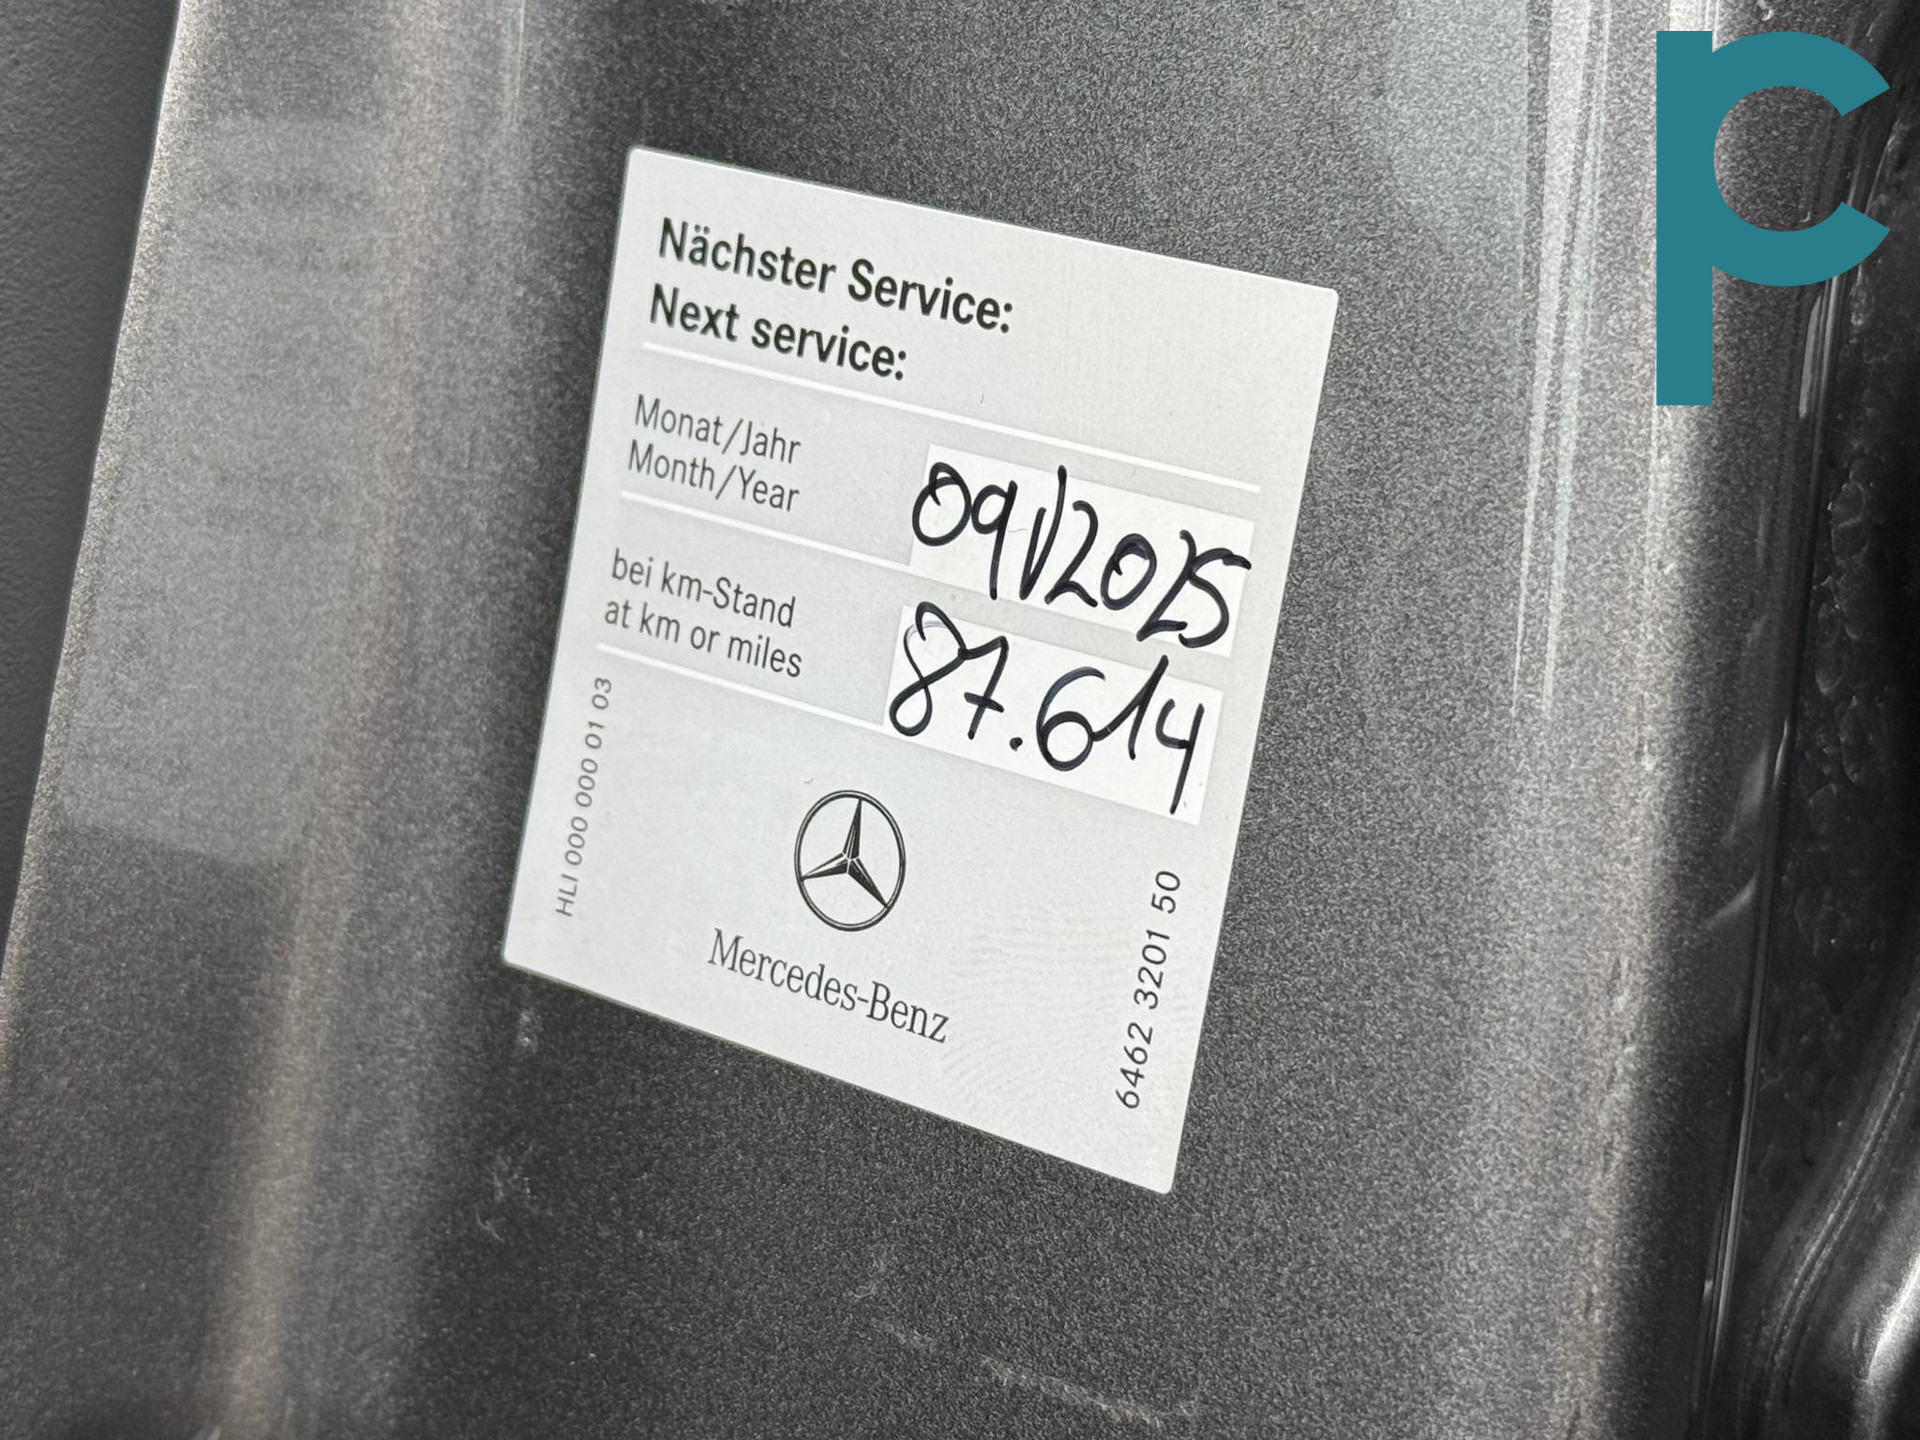 Nächster Service:
Next service:
Monat/Jahr
Month/Year
09/2025
bei km-Stand
at km or miles
87.614
HLI 000 000 01 03
Mercedes-Benz
6462 3201 50